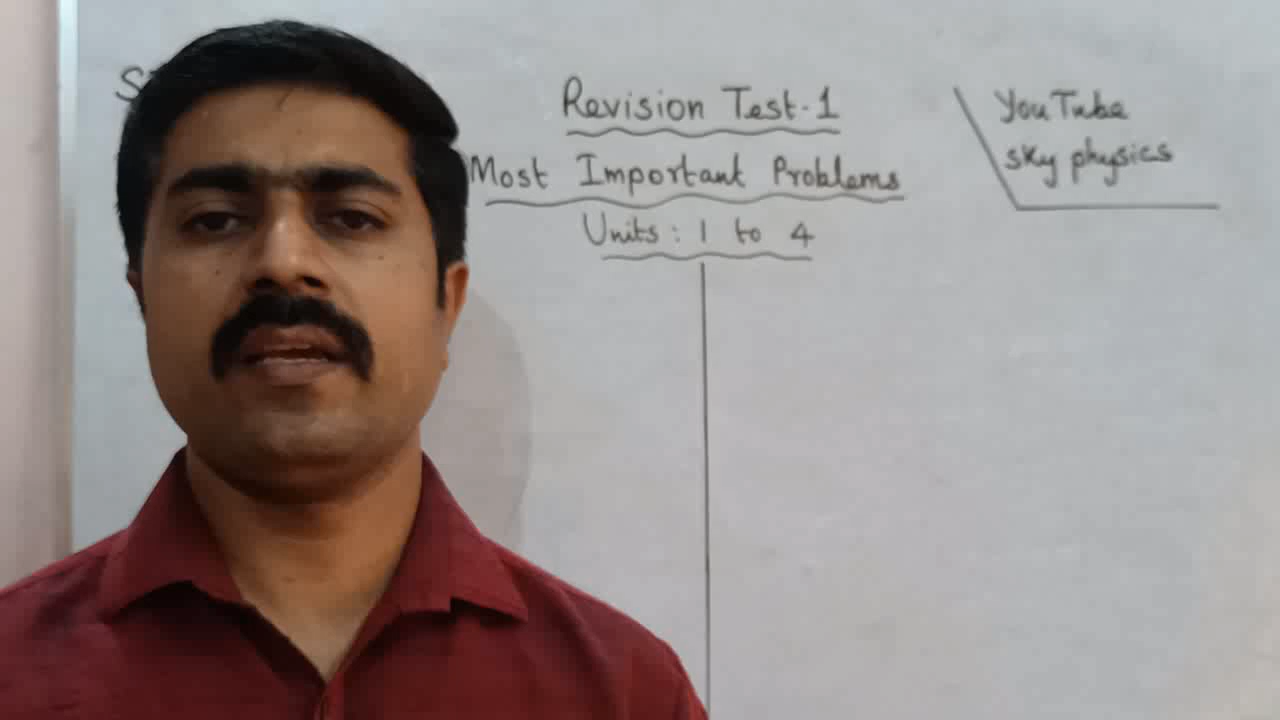 Revision Test-1
Most Important Problems
Units : 1 to 4
YouTube
sky physics